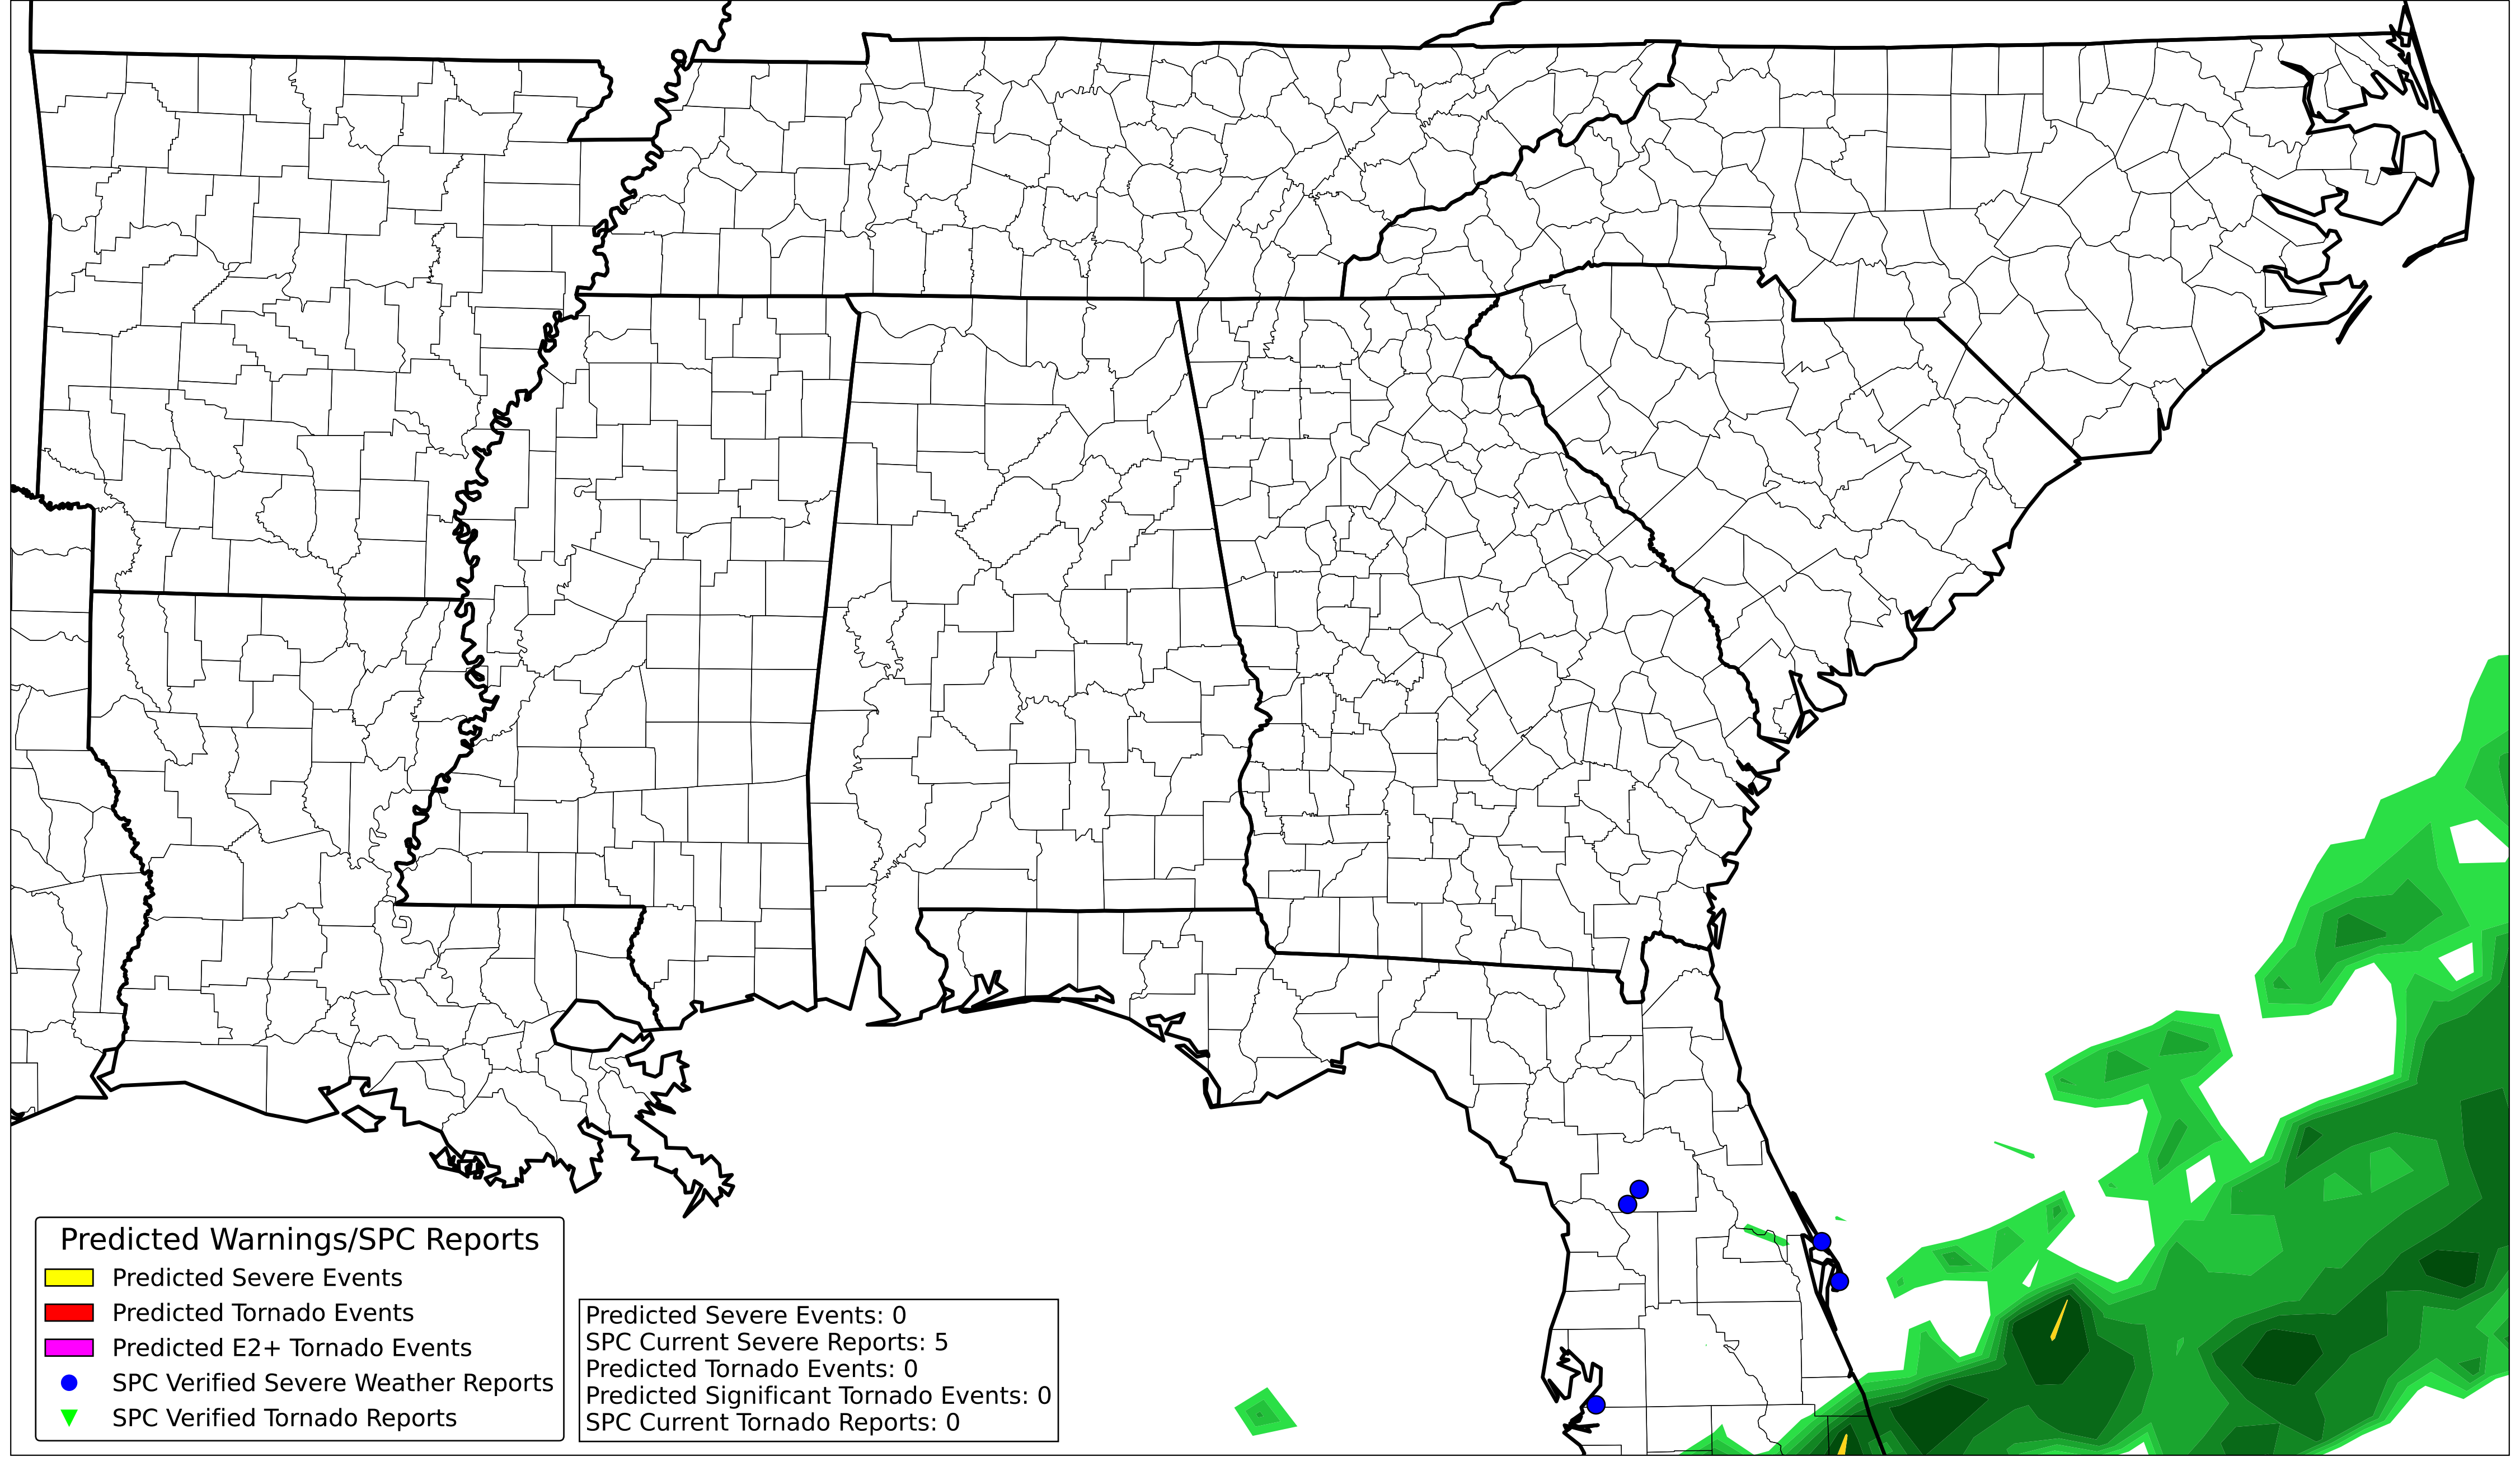 Predicted Warnings/SPC Reports
Predicted Severe Events
Predicted Tornado Events
Predicted E2+ Tornado Events
SPC Verified Severe Weather Reports
SPC Verified Tornado Reports
Predicted Severe Events: 0
SPC Current Severe Reports: 5
Predicted Tornado Events: 0
Predicted Significant Tornado Events: 0
SPC Current Tornado Reports: 0